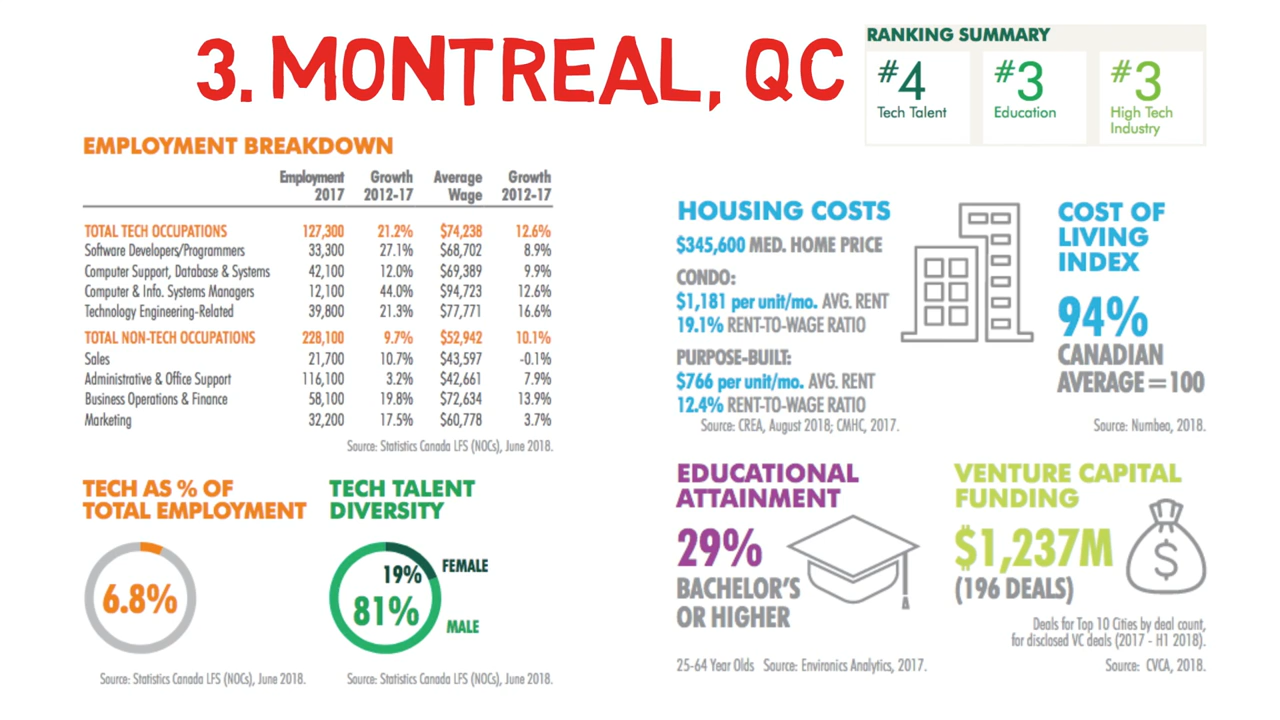 3. MONTREAL, QC
RANKING SUMMARY
#4
Tech Talent
#3
Education
#3
High Tech
Industry
EMPLOYMENT BREAKDOWN
Employment 2017 Growth 2012-17 Average Wage Growth 2012-17
TOTAL TECH OCCUPATIONS 127,300 21.2% $74,238 12.6%
Software Developers/Programmers 33,300 27.1% $68,702 8.9%
Computer Support, Database & Systems 42,100 12.0% $69,389 9.9%
Computer & Info. Systems Managers 12,100 44.0% $94,723 12.6%
Technology Engineering-Related 39,800 21.3% $77,771 16.6%
TOTAL NON-TECH OCCUPATIONS 228,100 9.7% $52,942 10.1%
Sales 21,700 10.7% $43,597 -0.1%
Administrative & Office Support 116,100 3.2% $42,661 7.9%
Business Operations & Finance 58,100 19.8% $72,634 13.9%
Marketing 32,200 17.5% $60,778 3.7%
Source: Statistics Canada LFS (NOCs), June 2018.
TECH AS % OF
TOTAL EMPLOYMENT
6.8%
Source: Statistics Canada LFS (NOCs), June 2018.
TECH TALENT
DIVERSITY
19% FEMALE
81% MALE
Source: Statistics Canada LFS (NOCs), June 2018.
HOUSING COSTS
$345,600 MED. HOME PRICE
CONDO:
$1,181 per unit/mo. AVG. RENT
19.1% RENT-TO-WAGE RATIO
PURPOSE-BUILT:
$766 per unit/mo. AVG. RENT
12.4% RENT-TO-WAGE RATIO
Source: CREA, August 2018; CMHC, 2017.
COST OF
LIVING
INDEX
94%
CANADIAN
AVERAGE=100
Source: Numbeo, 2018.
EDUCATIONAL
ATTAINMENT
29%
BACHELOR'S
OR HIGHER
25-64 Year Olds Source: Environics Analytics, 2017.
VENTURE CAPITAL
FUNDING
$1,237M
(196 DEALS)
$
Deals for Top 10 Cities by deal count,
for disclosed VC deals (2017 - H1 2018).
Source: CVCA, 2018.